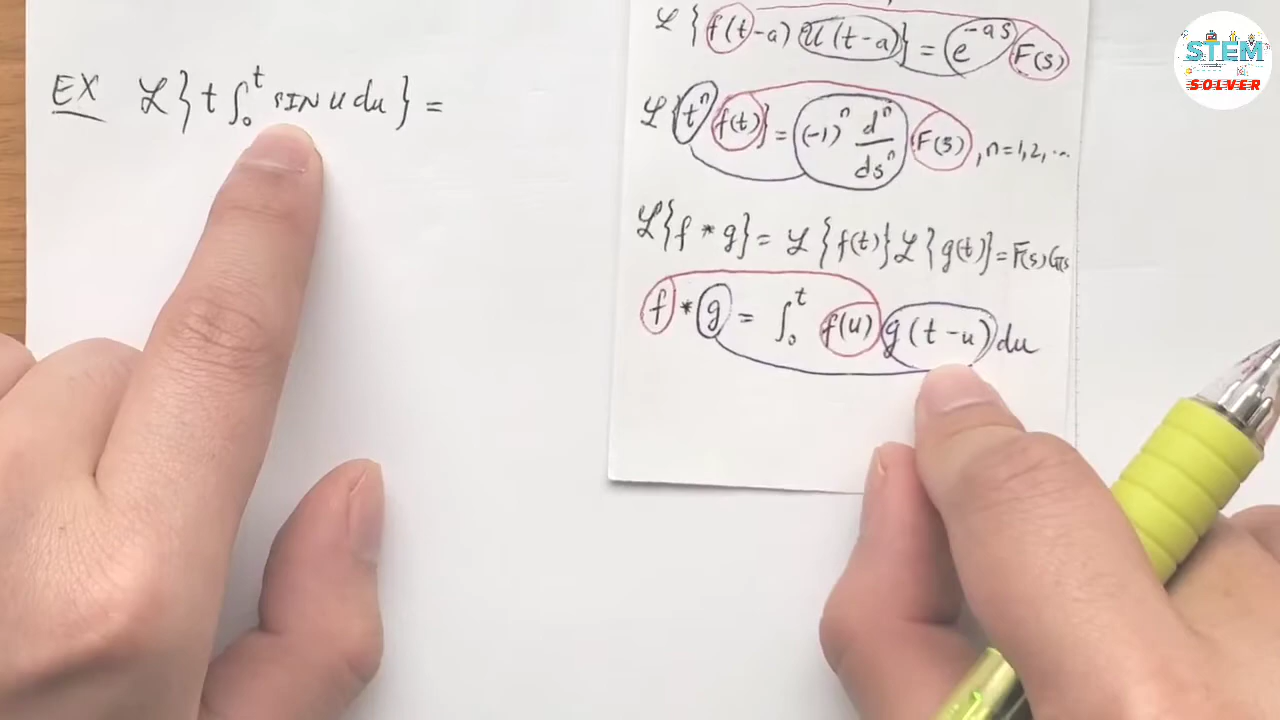 EX ℒ{t∫₀ᵗ SIN u du} =
ℒ{f(t-a) U(t-a)} = e^{-as} F(s)
ℒ{tⁿ f(t)} = (-1)ⁿ dⁿ/dsⁿ F(s), n=1,2,...
ℒ{f * g} = ℒ{f(t)} ℒ{g(t)} = F(s) G(s
f * g = ∫₀ᵗ f(u) g(t-u) du
STEM
SOLVER